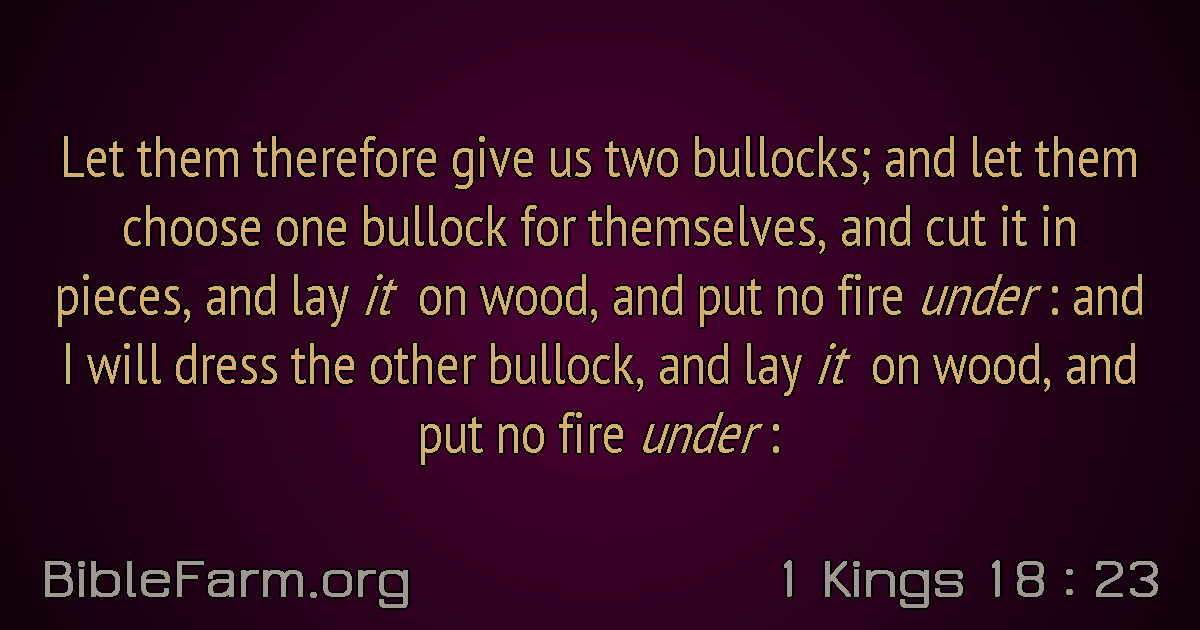 Let them therefore give us two bullocks; and let them
choose one bullock for themselves, and cut it in
pieces, and lay it on wood, and put no fire under : and
I will dress the other bullock, and lay it on wood, and
put no fire under :
BibleFarm.org
1 Kings 18 : 23